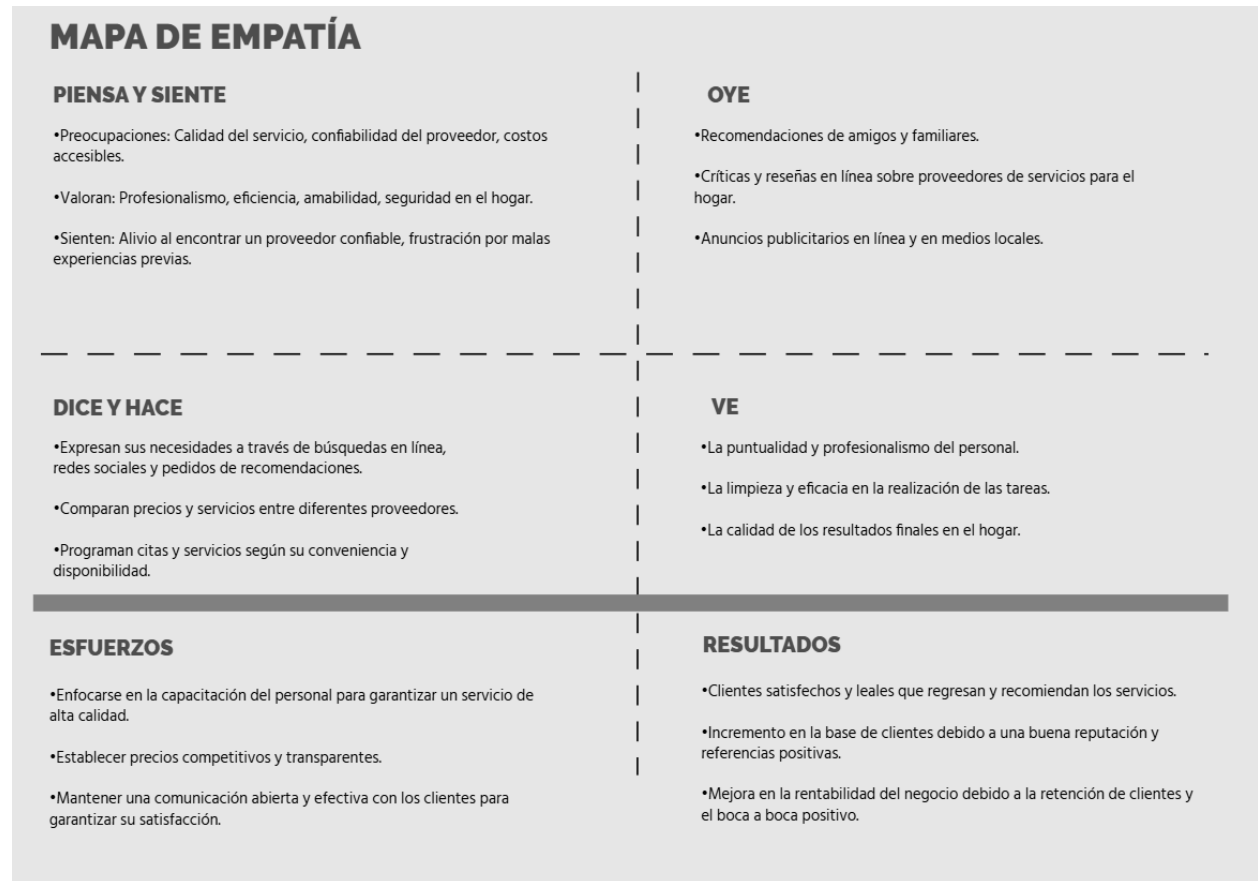 MAPA DE EMPATÍA
PIENSA Y SIENTE
•Preocupaciones: Calidad del servicio, confiabilidad del proveedor, costos
accesibles.
•Valoran: Profesionalismo, eficiencia, amabilidad, seguridad en el hogar.
•Sienten: Alivio al encontrar un proveedor confiable, frustración por malas
experiencias previas.
OYE
•Recomendaciones de amigos y familiares.
•Críticas y reseñas en línea sobre proveedores de servicios para el
hogar.
•Anuncios publicitarios en línea y en medios locales.
DICE Y HACE
•Expresan sus necesidades a través de búsquedas en línea,
redes sociales y pedidos de recomendaciones.
•Comparan precios y servicios entre diferentes proveedores.
•Programan citas y servicios según su conveniencia y
disponibilidad.
VE
•La puntualidad y profesionalismo del personal.
•La limpieza y eficacia en la realización de las tareas.
•La calidad de los resultados finales en el hogar.
ESFUERZOS
•Enfocarse en la capacitación del personal para garantizar un servicio de
alta calidad.
•Establecer precios competitivos y transparentes.
•Mantener una comunicación abierta y efectiva con los clientes para
garantizar su satisfacción.
RESULTADOS
•Clientes satisfechos y leales que regresan y recomiendan los servicios.
•Incremento en la base de clientes debido a una buena reputación y
referencias positivas.
•Mejora en la rentabilidad del negocio debido a la retención de clientes y
el boca a boca positivo.